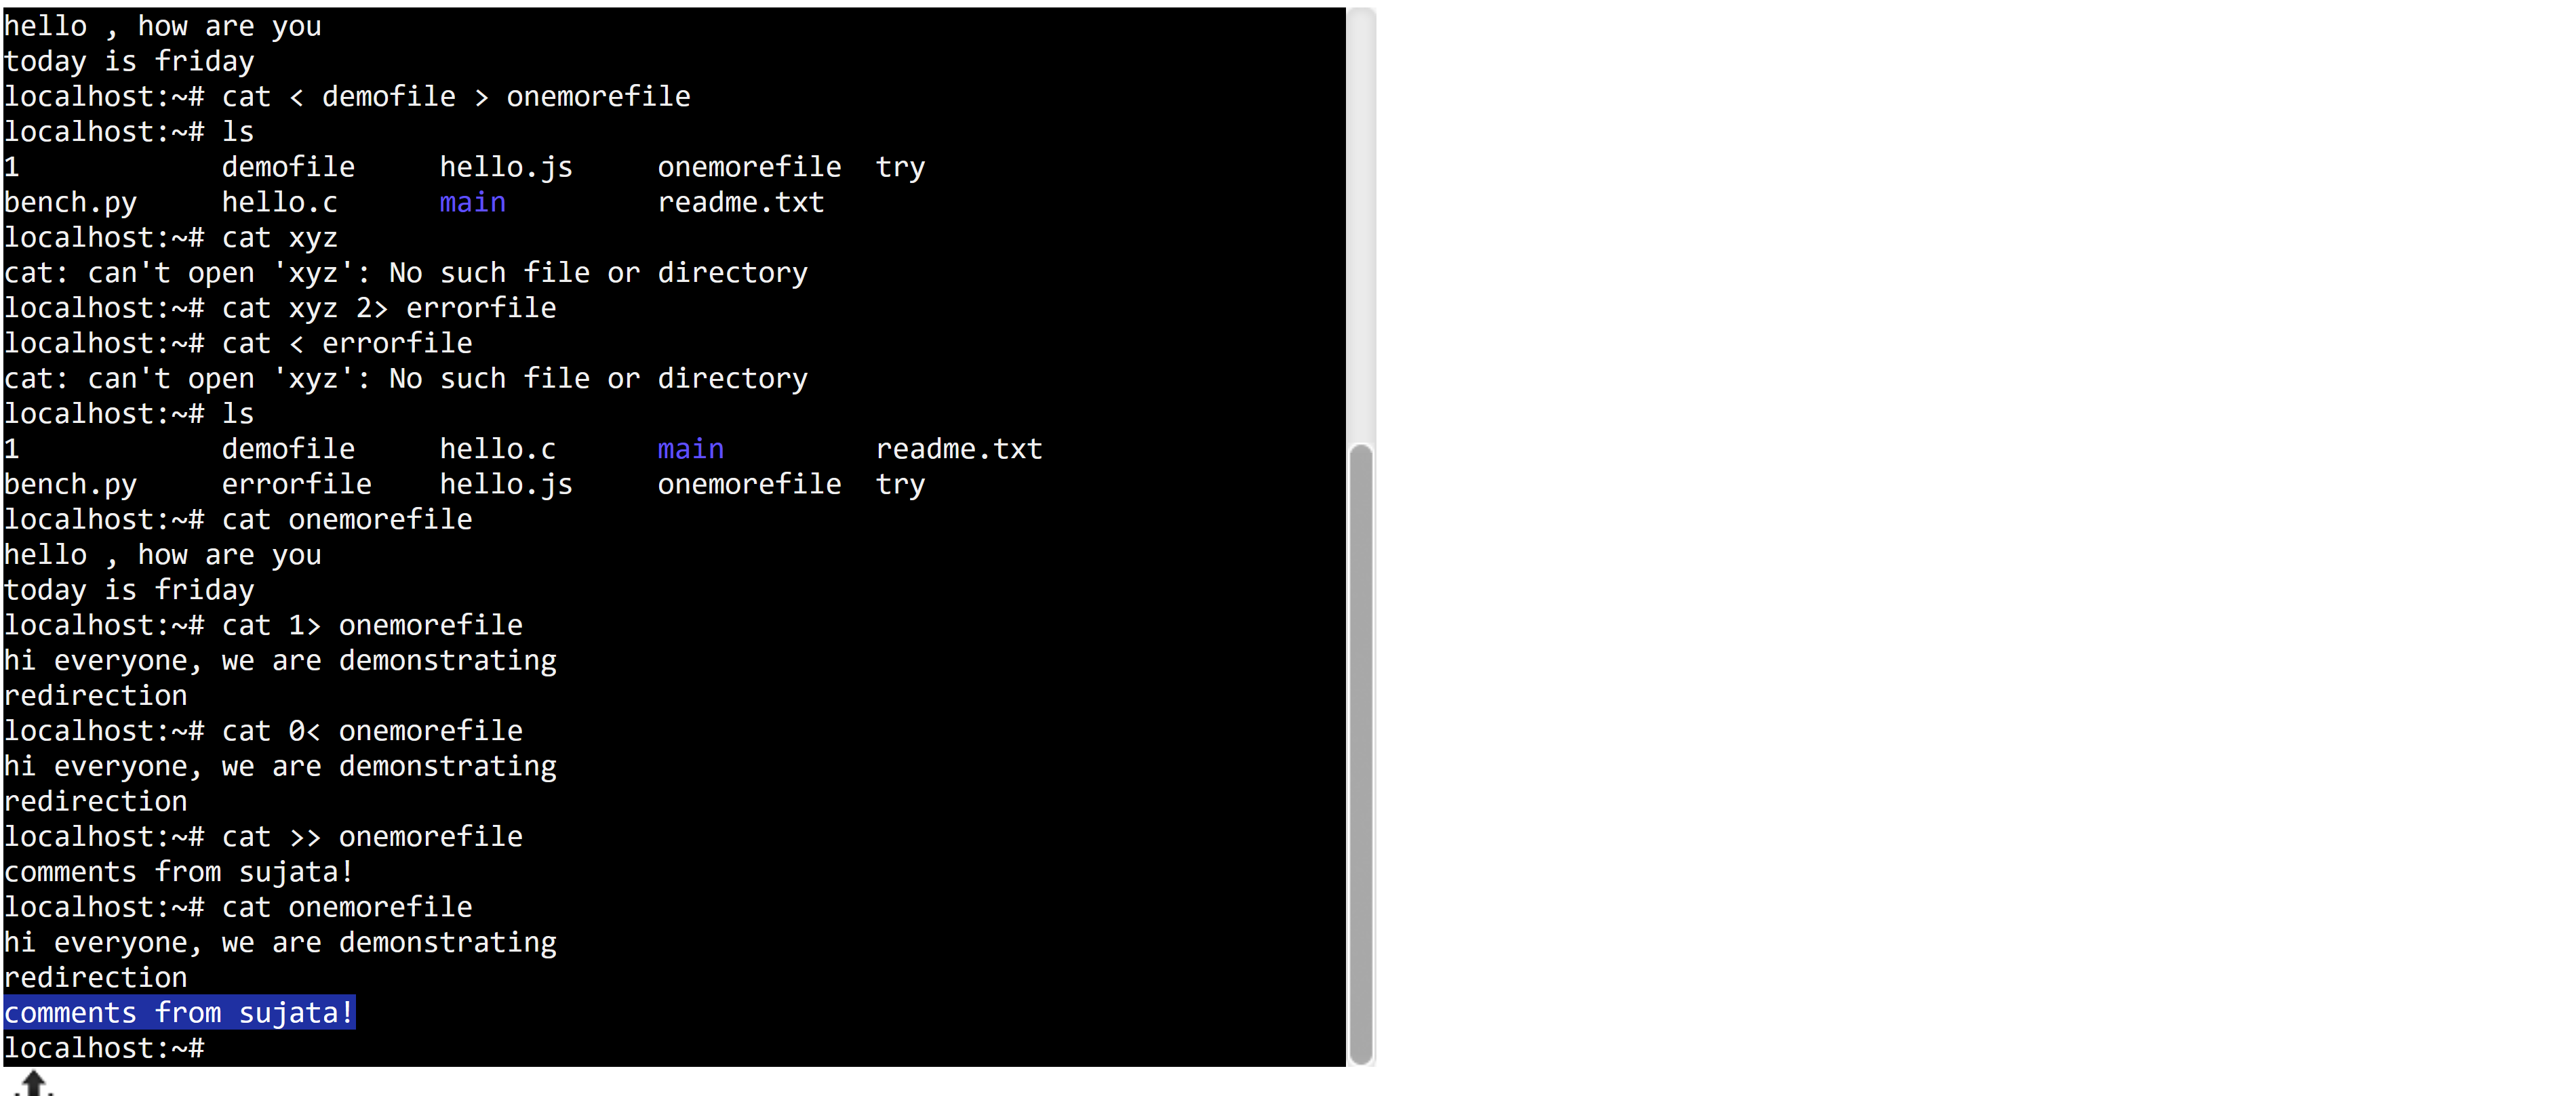 hello , how are you
today is friday
localhost:~# cat < demofile > onemorefile
localhost:~# ls
1            demofile     hello.js     onemorefile  try
bench.py     hello.c      main         readme.txt
localhost:~# cat xyz
cat: can't open 'xyz': No such file or directory
localhost:~# cat xyz 2> errorfile
localhost:~# cat < errorfile
cat: can't open 'xyz': No such file or directory
localhost:~# ls
1            demofile     hello.c      main         readme.txt
bench.py     errorfile    hello.js     onemorefile  try
localhost:~# cat onemorefile
hello , how are you
today is friday
localhost:~# cat 1> onemorefile
hi everyone, we are demonstrating
redirection
localhost:~# cat 0< onemorefile
hi everyone, we are demonstrating
redirection
localhost:~# cat >> onemorefile
comments from sujata!
localhost:~# cat onemorefile
hi everyone, we are demonstrating
redirection
comments from sujata!
localhost:~#